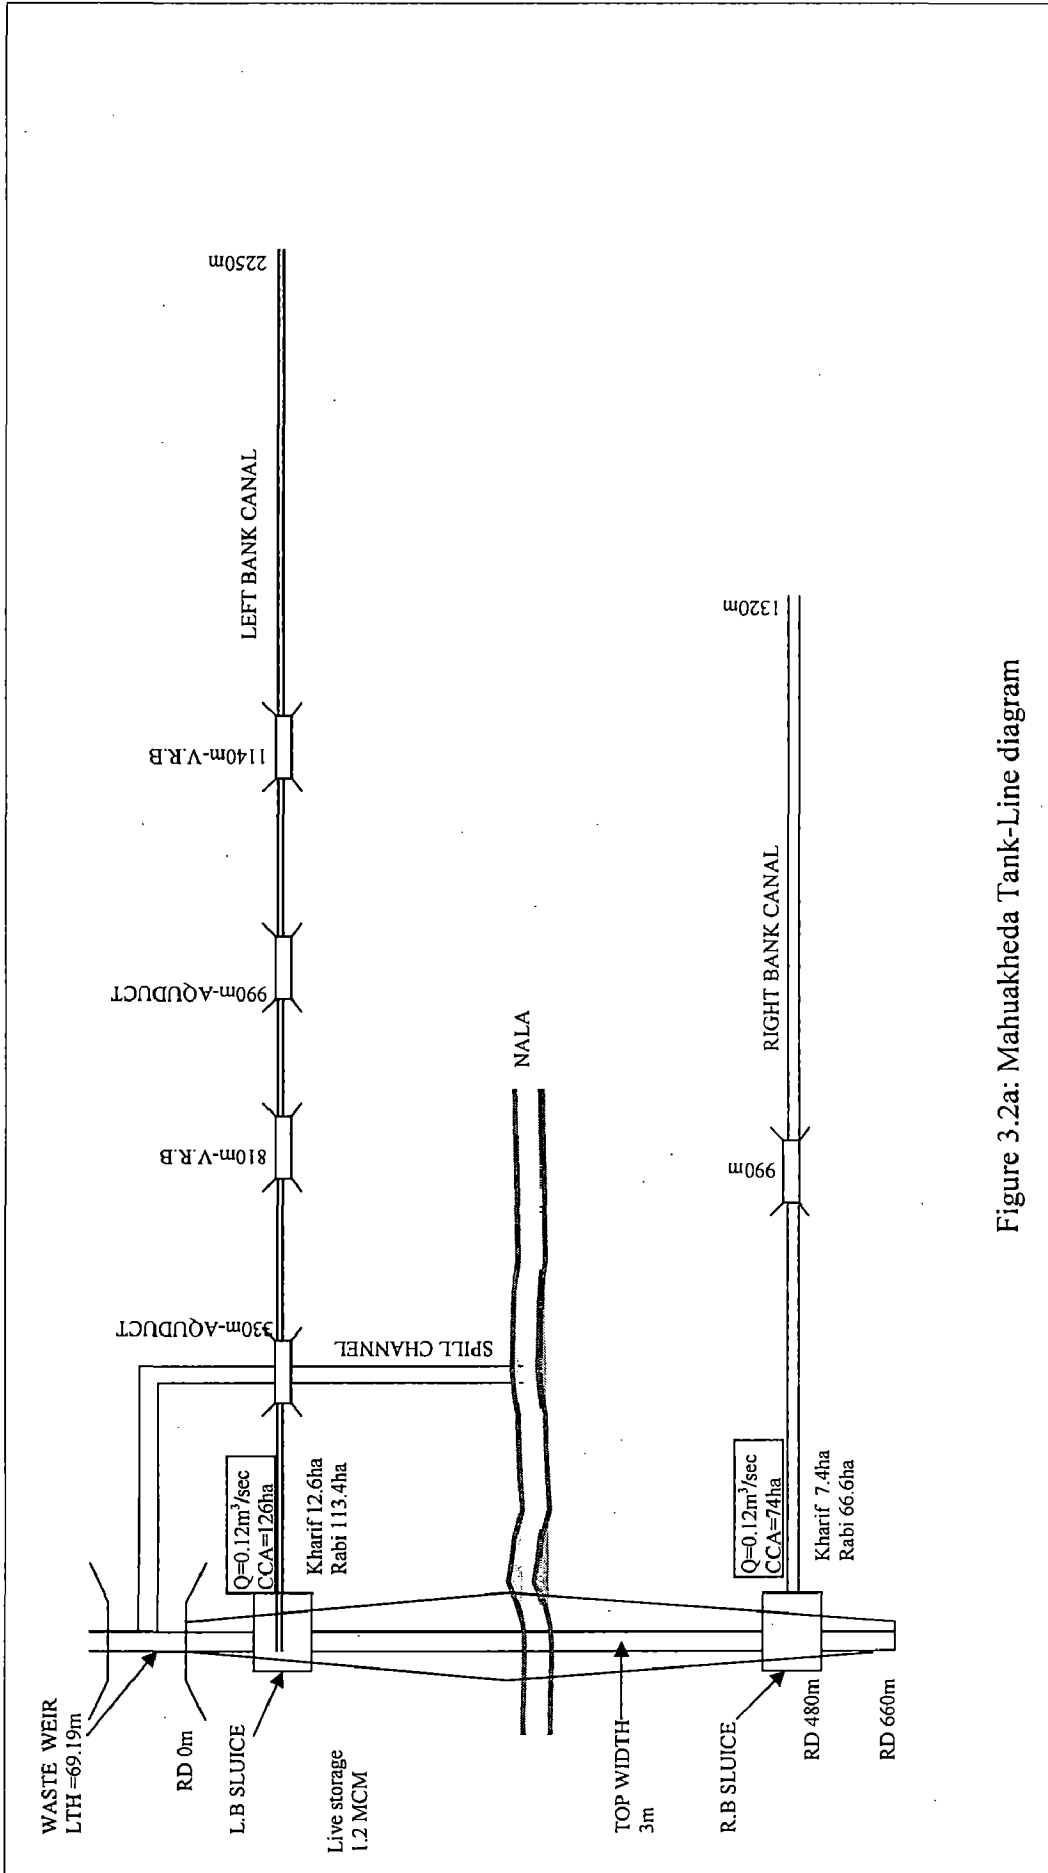 WASTE WEIR
LTH =69.19m
RD 0m
L.B SLUICE
Live storage
1.2 MCM
TOP WIDTH
3m
R.B SLUICE
RD 480m
RD 660m
Q=0.12m³/sec
CCA=126ha
Kharif 12.6ha
Rabi 113.4ha
330m-AQUDUCT
SPILL CHANNEL
810m-V.R.B
990m-AQUDUCT
1140m-V.R.B
LEFT BANK CANAL
2250m
NALA
Q=0.12m³/sec
CCA=74ha
Kharif 7.4ha
Rabi 66.6ha
990m
RIGHT BANK CANAL
1320m
Figure 3.2a: Mahuakheda Tank-Line diagram